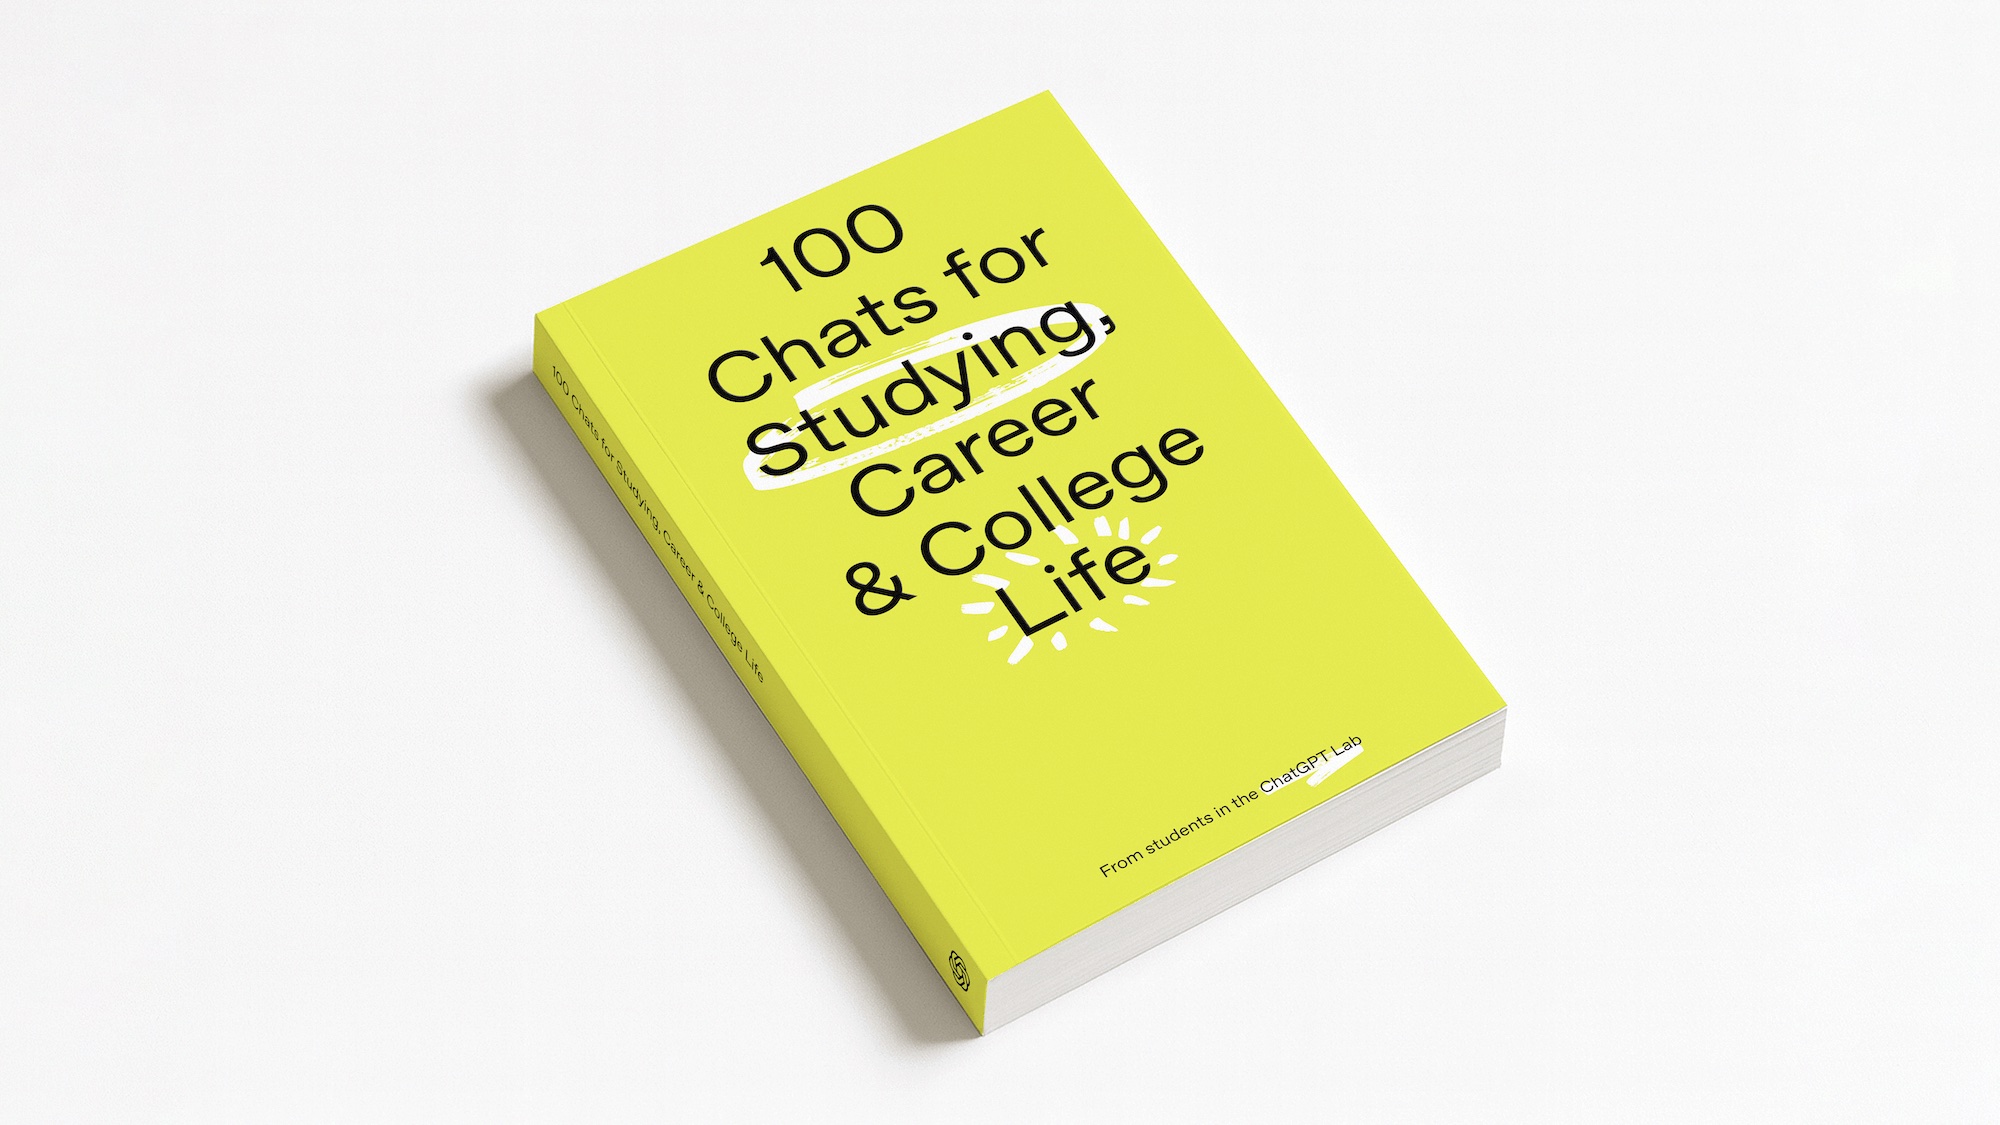 100
Chats for
Studying,
Career
& College
Life
From students in the ChatGPT Lab
100 Chats for Studying, Career & College Life